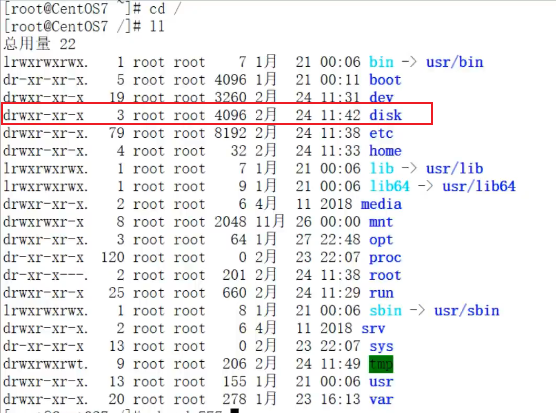 [root@CentOS7 ~]# cd /
[root@CentOS7 /]# ll
总用量 22
lrwxrwxrwx. 1 root root 7 1月 21 00:06 bin -> usr/bin
dr-xr-xr-x. 5 root root 4096 1月 21 00:11 boot
drwxr-xr-x 19 root root 3260 2月 24 11:31 dev
drwxr-xr-x 3 root root 4096 2月 24 11:42 disk
drwxr-xr-x. 79 root root 8192 2月 24 11:38 etc
drwxr-xr-x. 4 root root 32 2月 24 11:33 home
lrwxrwxrwx. 1 root root 7 1月 21 00:06 lib -> usr/lib
lrwxrwxrwx. 1 root root 9 1月 21 00:06 lib64 -> usr/lib64
drwxr-xr-x. 2 root root 6 4月 11 2018 media
drwxrwxr-x 8 root root 2048 11月 26 00:00 mnt
drwxr-xr-x. 3 root root 64 1月 27 22:48 opt
dr-xr-xr-x 120 root root 0 2月 23 22:07 proc
dr-xr-x---. 2 root root 201 2月 24 11:38 root
drwxr-xr-x 25 root root 660 2月 24 11:29 run
lrwxrwxrwx. 1 root root 8 1月 21 00:06 sbin -> usr/sbin
drwxr-xr-x. 2 root root 6 4月 11 2018 srv
dr-xr-xr-x 13 root root 0 2月 23 22:07 sys
drwxrwxrwt. 9 root root 206 2月 24 11:49 tmp
drwxr-xr-x. 13 root root 155 1月 21 00:06 usr
drwxr-xr-x. 20 root root 278 1月 23 16:13 var